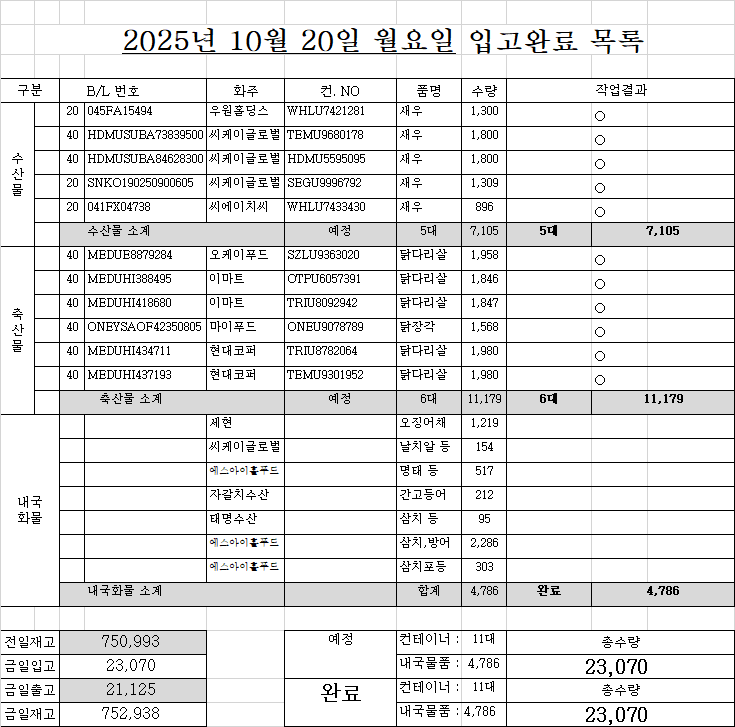 2025년 10월 20일 월요일 입고완료 목록
구분 B/L 번호 화주 컨. NO 품명 수량 작업결과
수산물
20 045FA15494 우원홀딩스 WHLU7421281 새우 1,300 ○
40 HDMUSUBA73839500 씨케이글로벌 TEMU9680178 새우 1,800 ○
40 HDMUSUBA84628300 씨케이글로벌 HDMU5595095 새우 1,800 ○
20 SNKO190250900605 씨케이글로벌 SEGU9996792 새우 1,309 ○
20 041FX04738 씨에이치씨 WHLU7433430 새우 896 ○
수산물 소계 예정 5대 7,105 5대 7,105
축산물
40 MEDUE8879284 오케이푸드 SZLU9363020 닭다리살 1,958 ○
40 MEDUHI388495 이마트 OTPU6057391 닭다리살 1,846 ○
40 MEDUHI418680 이마트 TRIU8092942 닭다리살 1,847 ○
40 ONEYSAOF42350805 마이푸드 ONEU9078789 닭장각 1,568 ○
40 MEDUHI434711 현대코퍼 TRIU8782064 닭다리살 1,980 ○
40 MEDUHI437193 현대코퍼 TEMU9301952 닭다리살 1,980 ○
축산물 소계 예정 6대 11,179 6대 11,179
내국화물
세현 오징어채 1,219
씨케이글로벌 날치알 등 154
에스아이홀푸드 명태 등 517
자갈치수산 간고등어 212
태명수산 삼치 등 95
에스아이홀푸드 삼치,방어 2,286
에스아이홀푸드 삼치포등 303
내국화물 소계 합계 4,786 완료 4,786
전일재고 750,993 예정 컨테이너 : 11대 총수량
금일입고 23,070 내국물품 : 4,786 23,070
금일출고 21,125 완료 컨테이너 : 11대 총수량
금일재고 752,938 내국물품 : 4,786 23,070